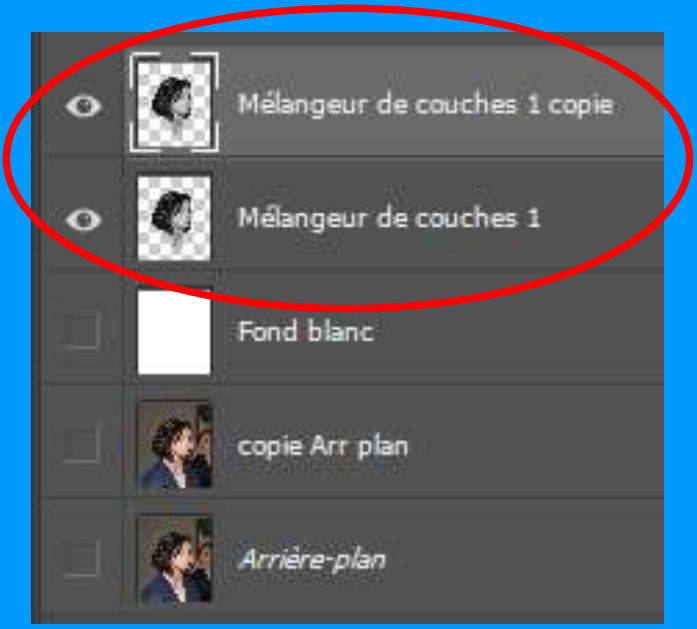 Mélangeur de couches 1 copie
Mélangeur de couches 1
Fond blanc
copie Arr plan
Arrière-plan